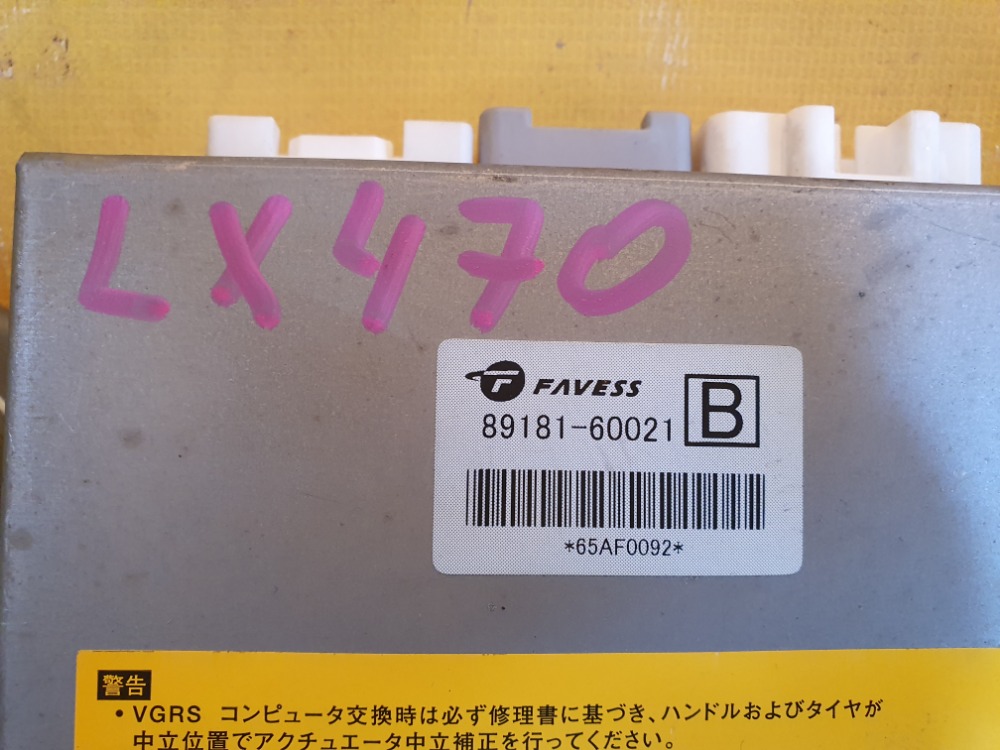 LX470
FAVESS
89181-60021 B
*65AF0092*
警告
・VGRS コンピュータ交換時は必ず修理書に基づき、ハンドルおよびタイヤが
中立位置でアクチュエータ中立補正を行ってください。